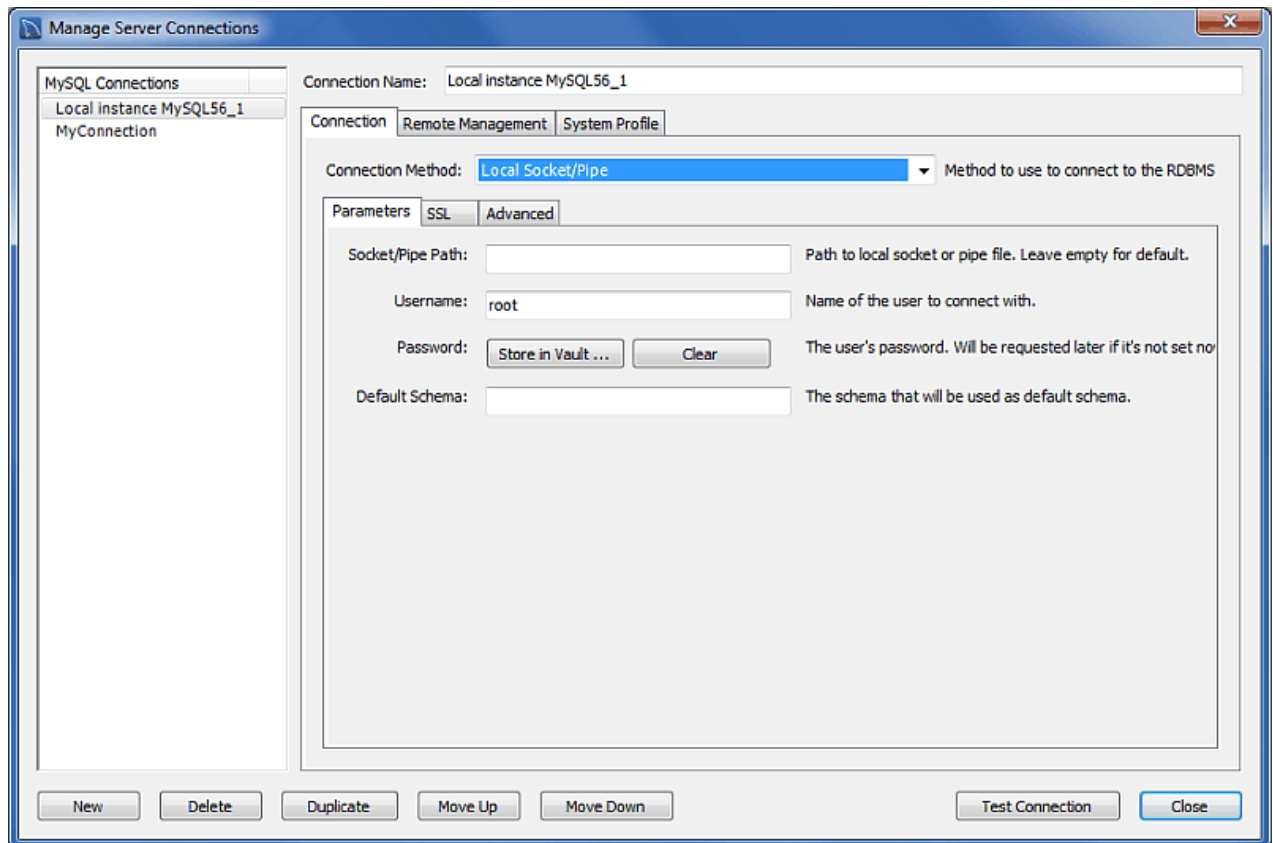 Manage Server Connections
MySQL Connections
Local instance MySQL56_1
MyConnection
Connection Name: Local instance MySQL56_1
Connection Remote Management System Profile
Connection Method: Local Socket/Pipe Method to use to connect to the RDBMS
Parameters SSL Advanced
Socket/Pipe Path: Path to local socket or pipe file. Leave empty for default.
Username: root Name of the user to connect with.
Password: Store in Vault ... Clear The user's password. Will be requested later if it's not set
Default Schema: The schema that will be used as default schema.
New Delete Duplicate Move Up Move Down Test Connection Close